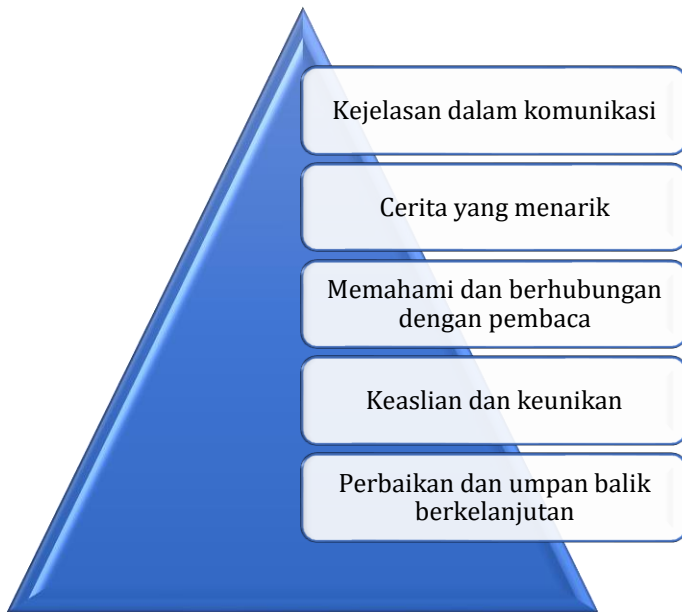 Kejelasan dalam komunikasi
Cerita yang menarik
Memahami dan berhubungan
dengan pembaca
Keaslian dan keunikan
Perbaikan dan umpan balik
berkelanjutan